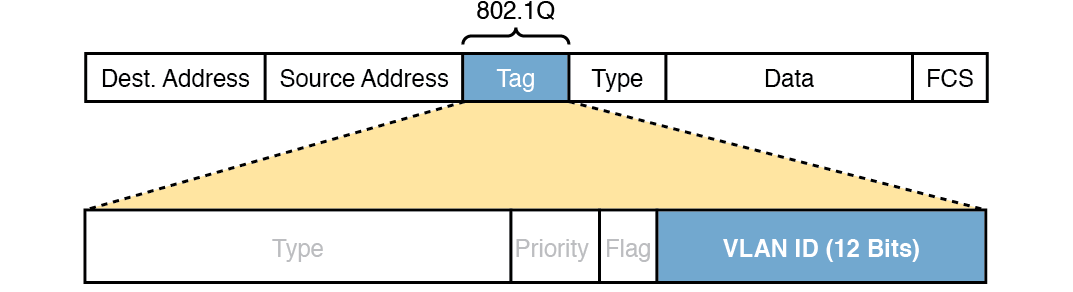 802.1Q
Dest. Address Source Address Tag Type Data FCS
Type Priority Flag VLAN ID (12 Bits)